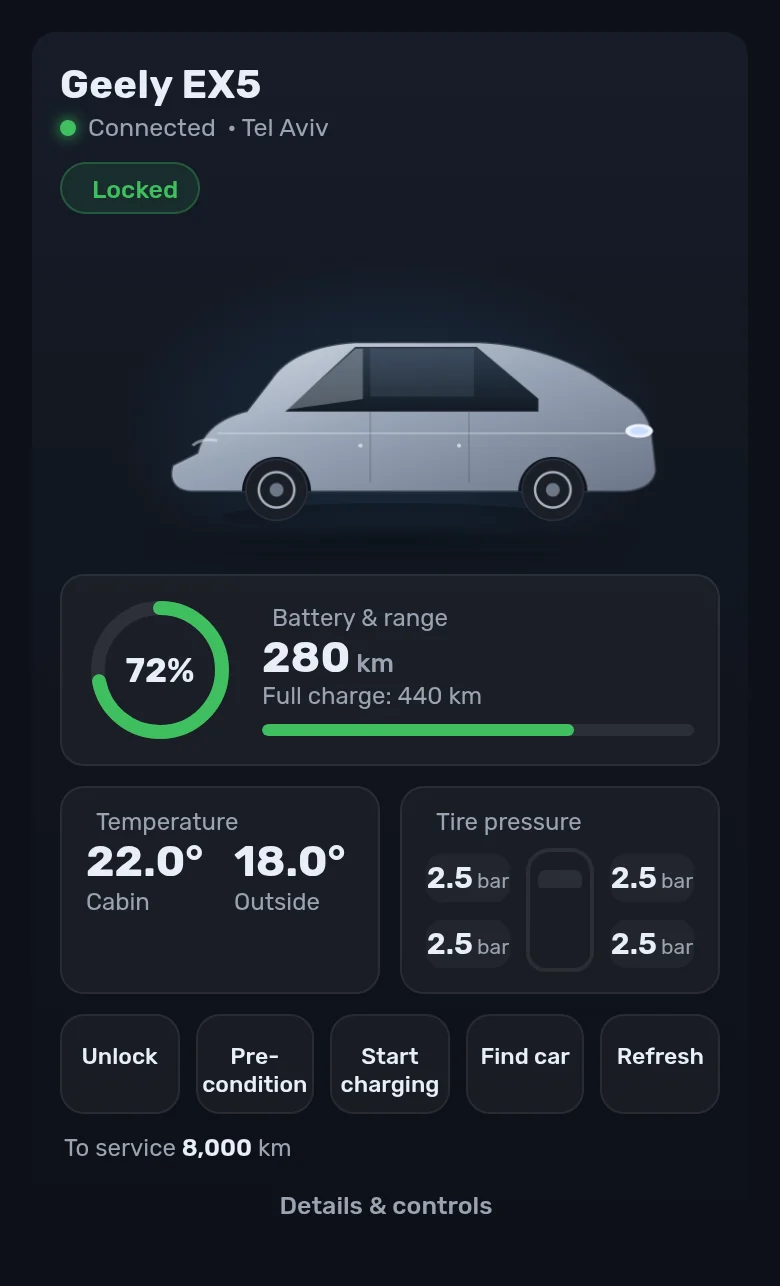 Geely EX5
Connected • Tel Aviv
Locked
72%
Battery & range
280 km
Full charge: 440 km
Temperature
22.0° 18.0°
Cabin Outside
Tire pressure
2.5 bar 2.5 bar
2.5 bar 2.5 bar
Unlock
Pre-
condition
Start
charging
Find car
Refresh
To service 8,000 km
Details & controls